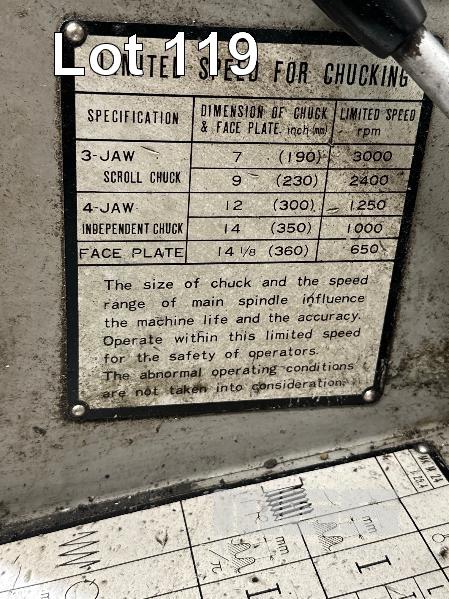 Lot 119
LIMITED SPEED FOR CHUCKING
SPECIFICATION DIMENSION OF CHUCK & FACE PLATE. inch(mm) LIMITED SPEED rpm
3-JAW SCROLL CHUCK 7 (190) 3000
9 (230) 2400
4-JAW INDEPENDENT CHUCK 12 (300) 1250
14 (350) 1000
FACE PLATE 14 1/8 (360) 650
The size of chuck and the speed
range of main spindle influence
the machine life and the accuracy.
Operate within this limited speed
for the safety of operators.
The abnormal operating conditions
are not taken into consideration.
mm
mm
mm
π
I
I